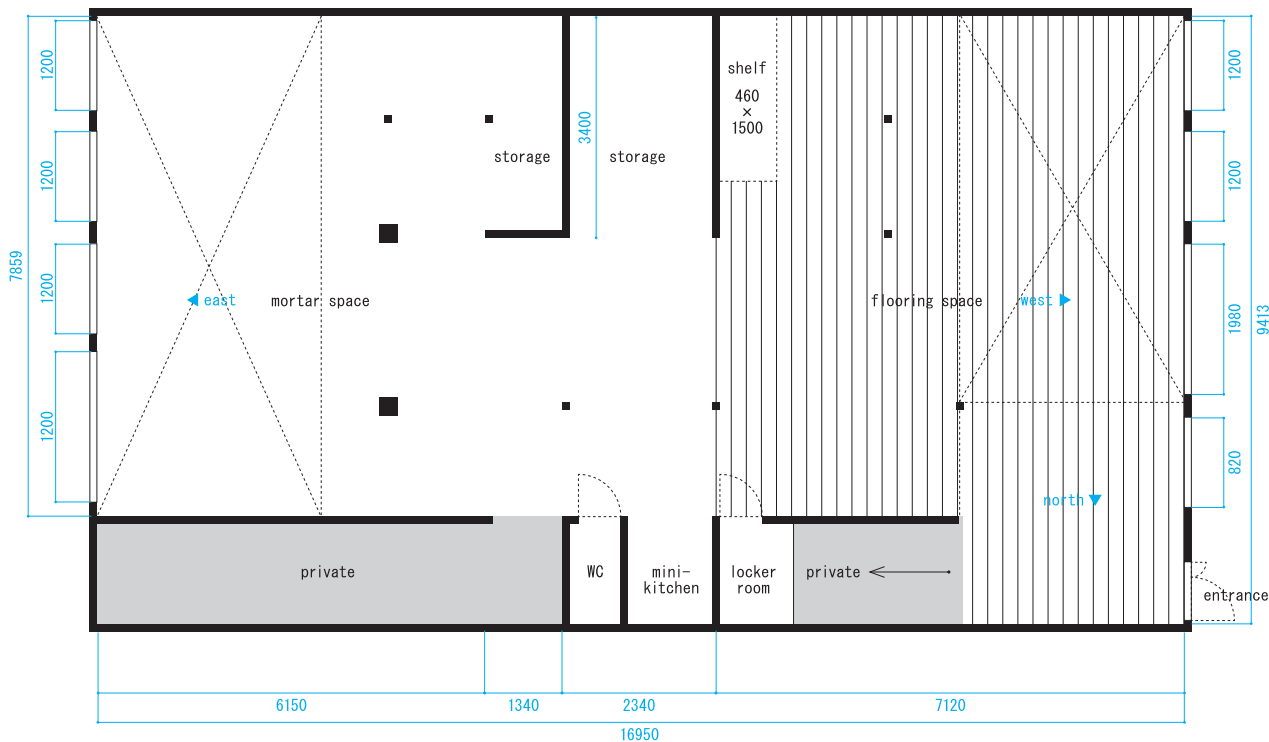 1200
1200
1200
1200
7859
storage
3400
storage
shelf
460
×
1500
east
mortar space
flooring space
west
north
1200
1200
1980
820
9413
private
WC
mini-
kitchen
locker
room
private
entrance
6150
1340
2340
7120
16950